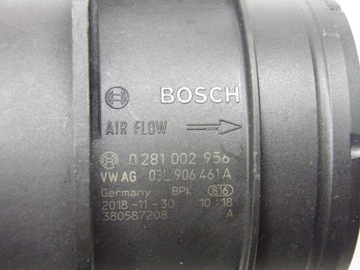 BOSCH
AIR FLOW
0 281 002 956
VW AG 03L 906 461 A
Germany BPK 816
2018-11-30 10 18
380587208 A